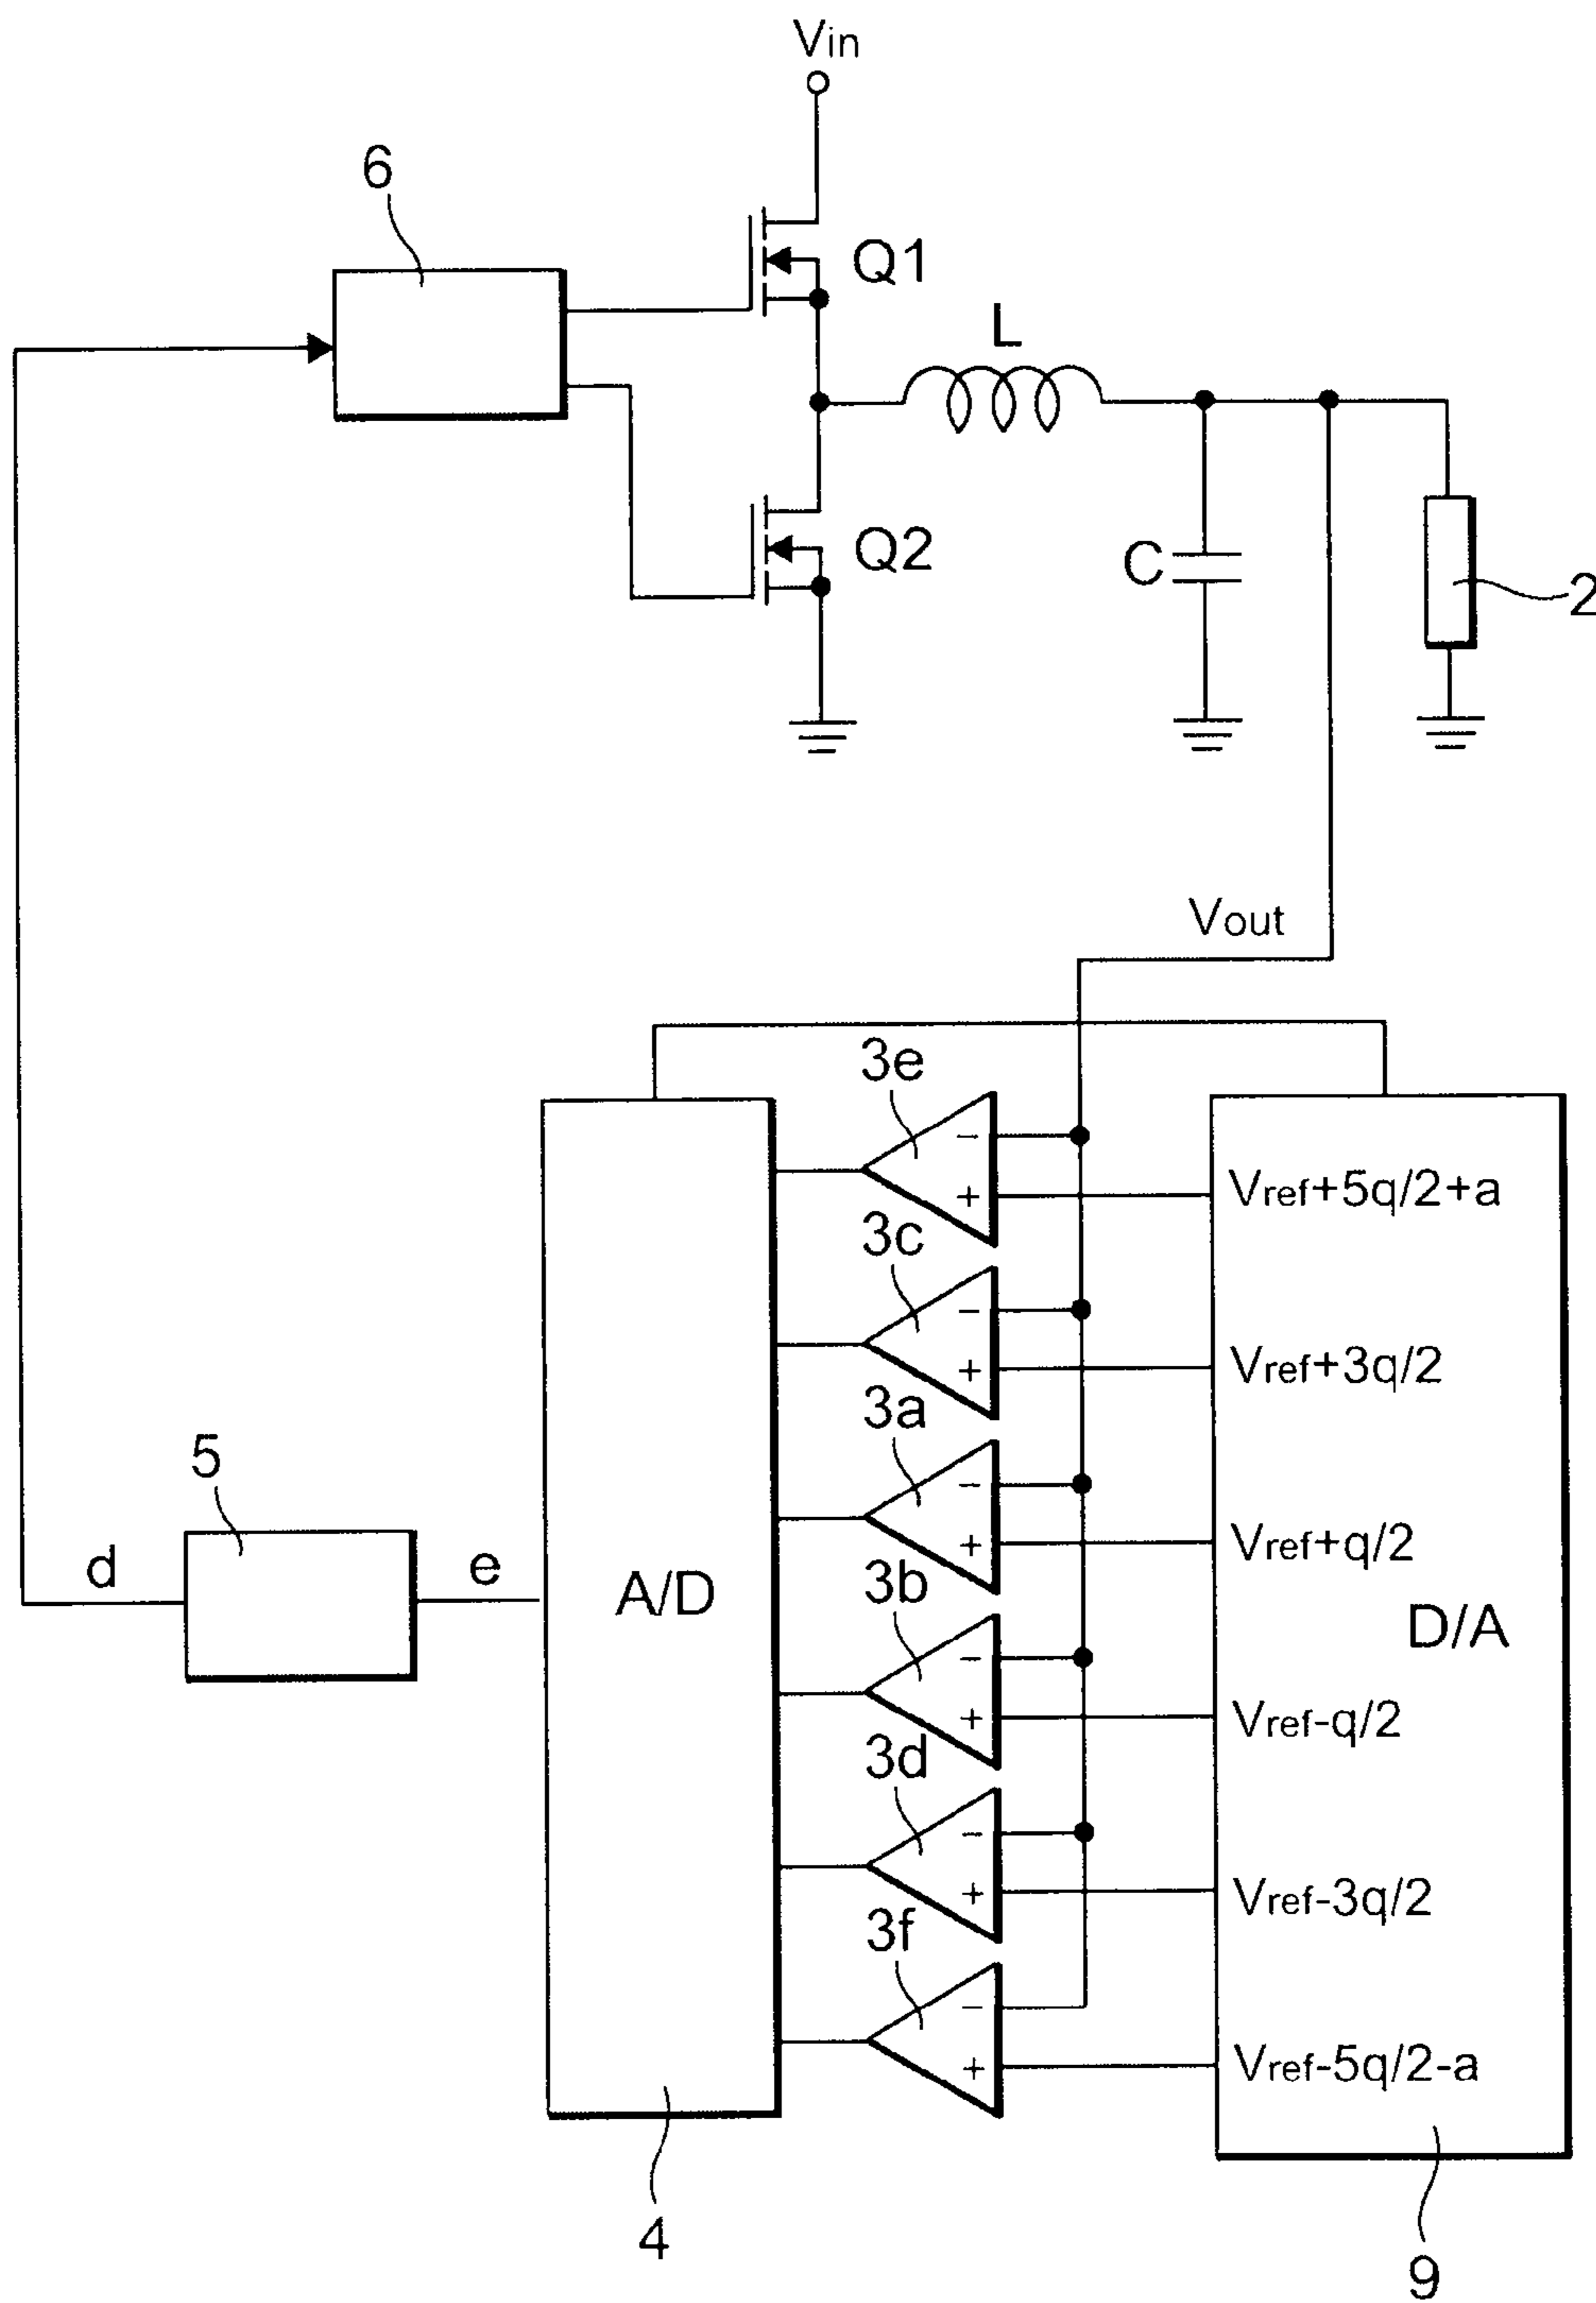 Vin
6
Q1
L
Q2
C
2
Vout
3e
−
+
Vref+5q/2+a
3c
−
+
Vref+3q/2
3a
−
+
Vref+q/2
5
d
e
A/D
3b
−
+
Vref-q/2
D/A
3d
−
+
Vref-3q/2
3f
−
+
Vref-5q/2-a
4
9